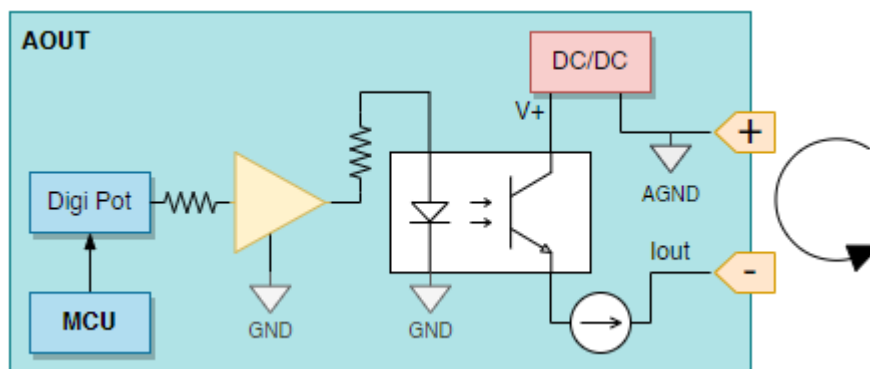 AOUT
DC/DC
V+
+
Digi Pot
AGND
Iout
-
MCU
GND
GND